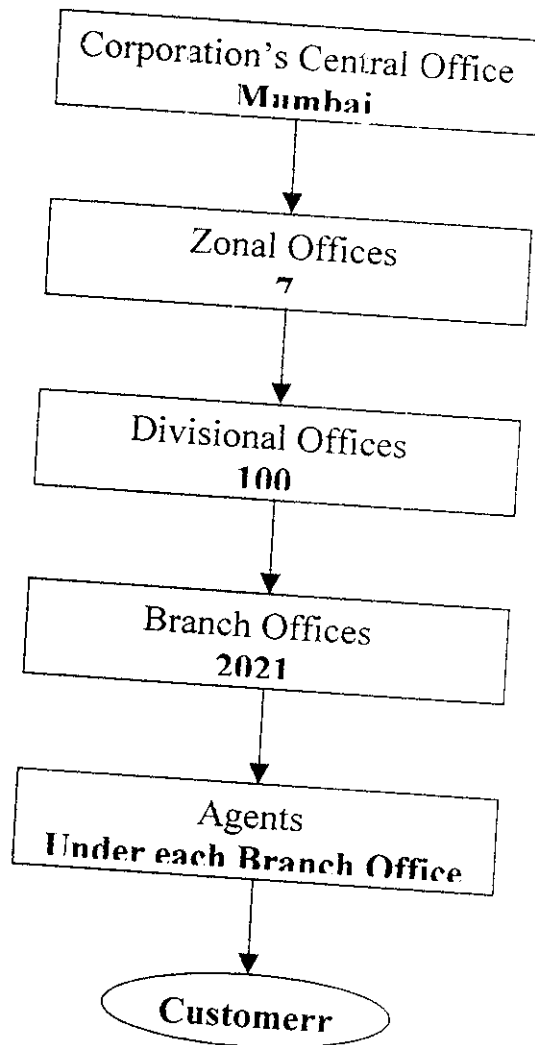 Corporation's Central Office
Mumbai
Zonal Offices
7
Divisional Offices
100
Branch Offices
2021
Agents
Under each Branch Office
Customerr